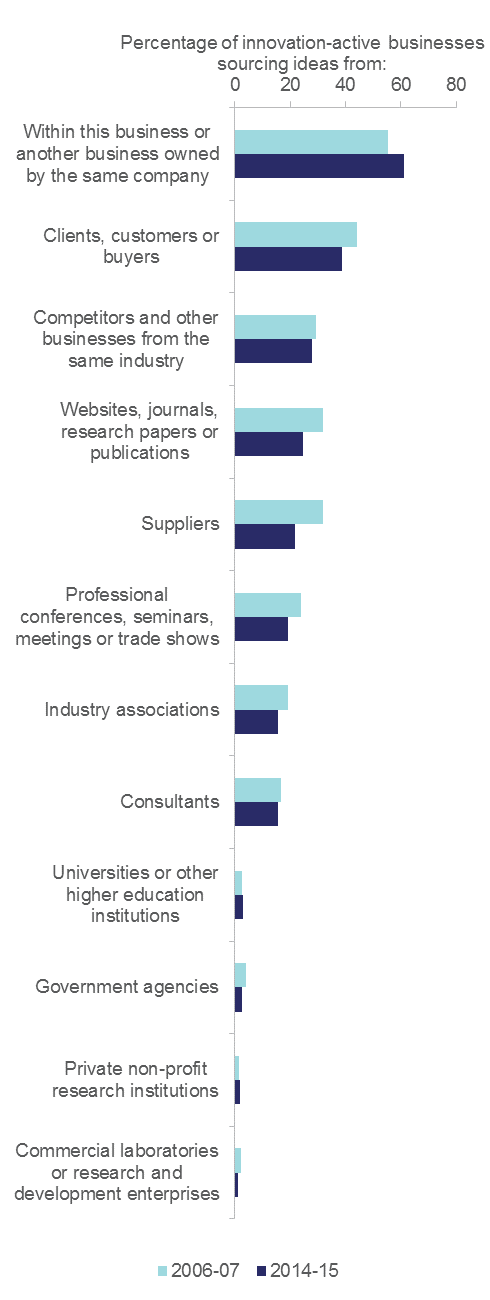 Percentage of innovation-active businesses
sourcing ideas from:
0 20 40 60 80
Within this business or
another business owned
by the same company
Clients, customers or
buyers
Competitors and other
businesses from the
same industry
Websites, journals,
research papers or
publications
Suppliers
Professional
conferences, seminars,
meetings or trade shows
Industry associations
Consultants
Universities or other
higher education
institutions
Government agencies
Private non-profit
research institutions
Commercial laboratories
or research and
development enterprises
2006-07 2014-15